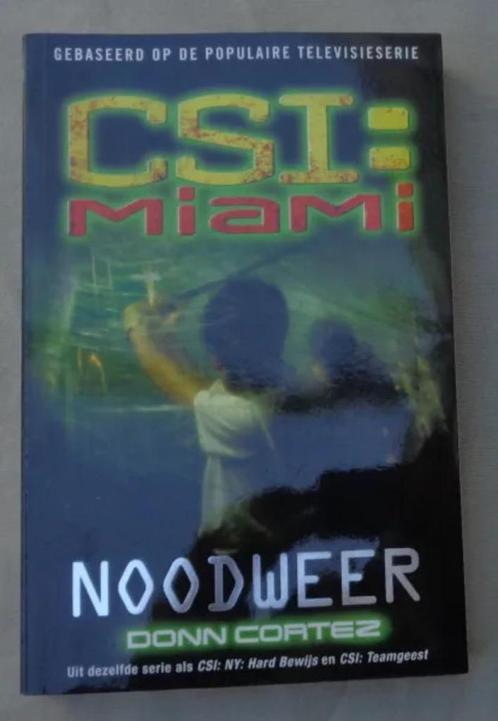 GEBASEERD OP DE POPULAIRE TELEVISIESERIE
CSI:
MiaMi
NOODWEER
DONN CORTEZ
Uit dezelfde serie als CSI: NY: Hard Bewijs en CSI: Teamgeest